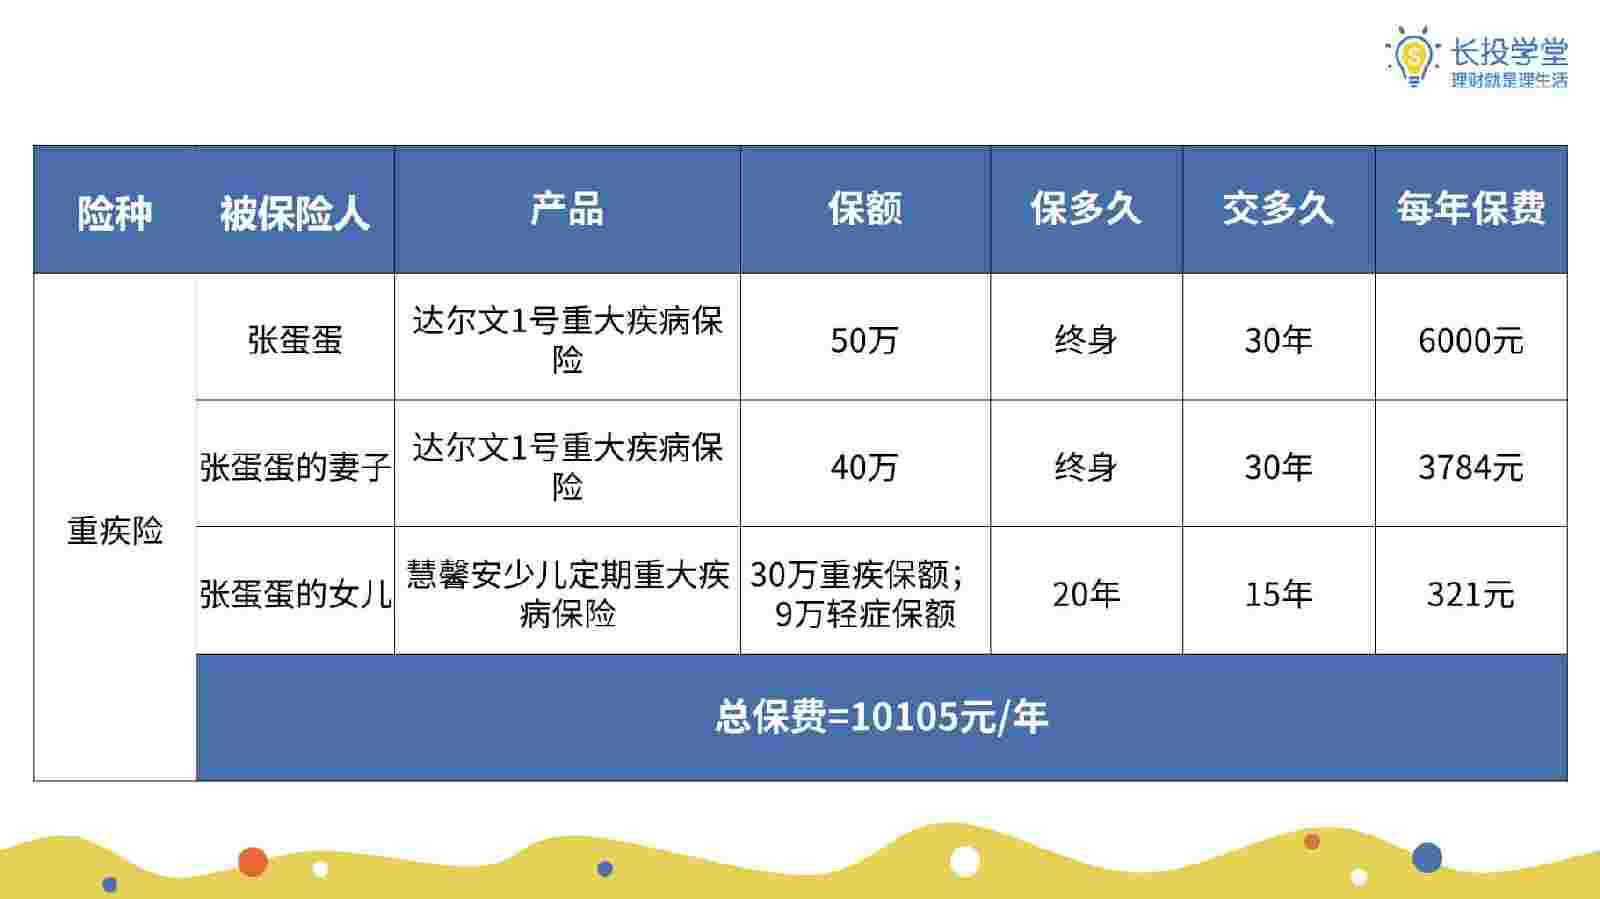 长投学堂
理财就是理生活
险种 被保险人 产品 保额 保多久 交多久 每年保费
重疾险
张蛋蛋 达尔文1号重大疾病保 50万 终身 30年 6000元
险
张蛋蛋的妻子 达尔文1号重大疾病保 40万 终身 30年 3784元
险
张蛋蛋的女儿 慧馨安少儿定期重大疾 30万重疾保额； 20年 15年 321元
病保险 9万轻症保额
总保费=10105元/年